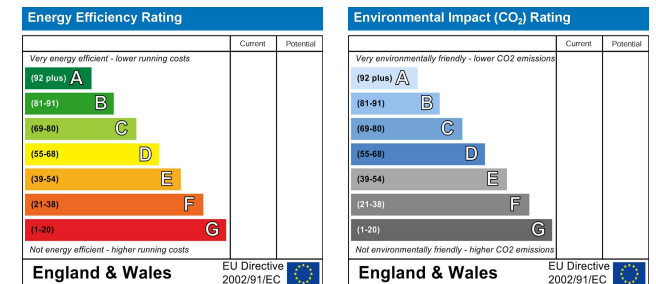 Energy Efficiency Rating
Current Potential
Very energy efficient - lower running costs
(92 plus) A
(81-91) B
(69-80) C
(55-68) D
(39-54) E
(21-38) F
(1-20) G
Not energy efficient - higher running costs
England & Wales
EU Directive
2002/91/EC
Environmental Impact (CO₂) Rating
Current Potential
Very environmentally friendly - lower CO2 emissions
(92 plus) A
(81-91) B
(69-80) C
(55-68) D
(39-54) E
(21-38) F
(1-20) G
Not environmentally friendly - higher CO2 emissions
England & Wales
EU Directive
2002/91/EC